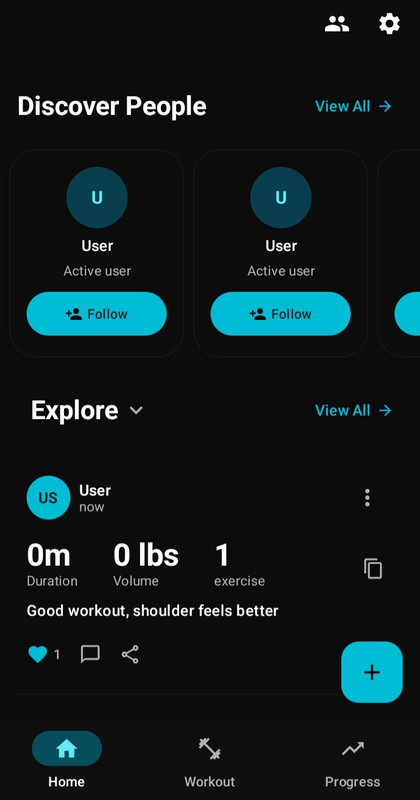 Discover People
View All
U
U
User
User
Active user
Active user
Follow
Follow
Explore
View All
US
User
now
0m
0 lbs
1
Duration
Volume
exercise
Good workout, shoulder feels better
1
Home
Workout
Progress